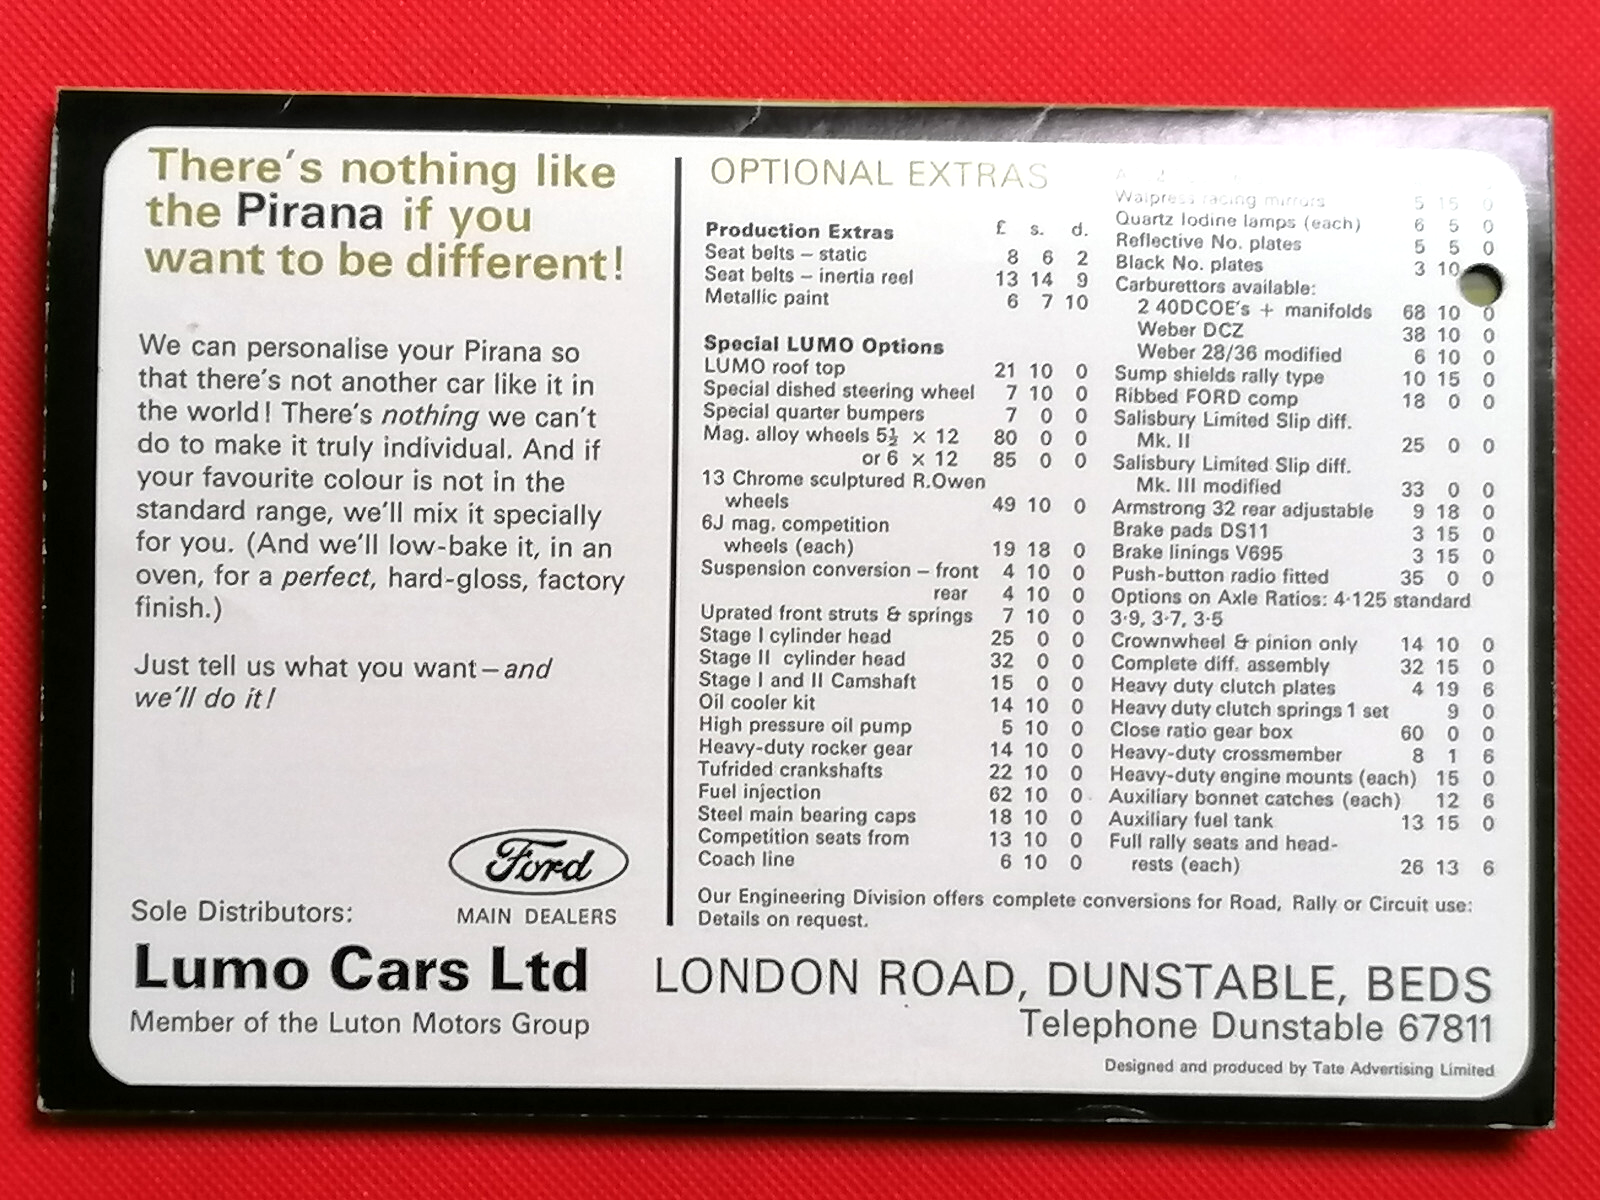 There's nothing like
the Pirana if you
want to be different!
We can personalise your Pirana so
that there's not another car like it in
the world! There's nothing we can't
do to make it truly individual. And if
your favourite colour is not in the
standard range, we'll mix it specially
for you. (And we'll low-bake it, in an
oven, for a perfect, hard-gloss, factory
finish.)
Just tell us what you want – and
we'll do it!
Ford
MAIN DEALERS
Sole Distributors:
Lumo Cars Ltd
Member of the Luton Motors Group
OPTIONAL EXTRAS
Production Extras £ s. d.
Seat belts – static 8 6 2
Seat belts – inertia reel 13 14 9
Metallic paint 6 7 10
Special LUMO Options
LUMO roof top 21 10 0
Special dished steering wheel 7 10 0
Special quarter bumpers 7 0 0
Mag. alloy wheels 5½ × 12 80 0 0
or 6 × 12 85 0 0
13 Chrome sculptured R.Owen
wheels 49 10 0
6J mag. competition
wheels (each) 19 18 0
Suspension conversion – front 4 10 0
rear 4 10 0
Uprated front struts & springs 7 10 0
Stage I cylinder head 25 0 0
Stage II cylinder head 32 0 0
Stage I and II Camshaft 15 0 0
Oil cooler kit 14 10 0
High pressure oil pump 5 10 0
Heavy-duty rocker gear 14 10 0
Tufrided crankshafts 22 10 0
Fuel injection 62 10 0
Steel main bearing caps 18 10 0
Competition seats from 13 10 0
Coach line 6 10 0
Walpress racing mirrors 5 15 0
Quartz Iodine lamps (each) 6 5 0
Reflective No. plates 5 5 0
Black No. plates 3 10
Carburettors available:
2 40DCOE's + manifolds 68 10 0
Weber DCZ 38 10 0
Weber 28/36 modified 6 10 0
Sump shields rally type 10 15 0
Ribbed FORD comp 18 0 0
Salisbury Limited Slip diff.
Mk. II 25 0 0
Salisbury Limited Slip diff.
Mk. III modified 33 0 0
Armstrong 32 rear adjustable 9 18 0
Brake pads DS11 3 15 0
Brake linings V695 3 15 0
Push-button radio fitted 35 0 0
Options on Axle Ratios: 4·125 standard
3·9, 3·7, 3·5
Crownwheel & pinion only 14 10 0
Complete diff. assembly 32 15 0
Heavy duty clutch plates 4 19 6
Heavy duty clutch springs 1 set 9 0
Close ratio gear box 60 0 0
Heavy-duty crossmember 8 1 6
Heavy-duty engine mounts (each) 15 0
Auxiliary bonnet catches (each) 12 6
Auxiliary fuel tank 13 15 0
Full rally seats and head-
rests (each) 26 13 6
Our Engineering Division offers complete conversions for Road, Rally or Circuit use:
Details on request.
LONDON ROAD, DUNSTABLE, BEDS
Telephone Dunstable 67811
Designed and produced by Tate Advertising Limited